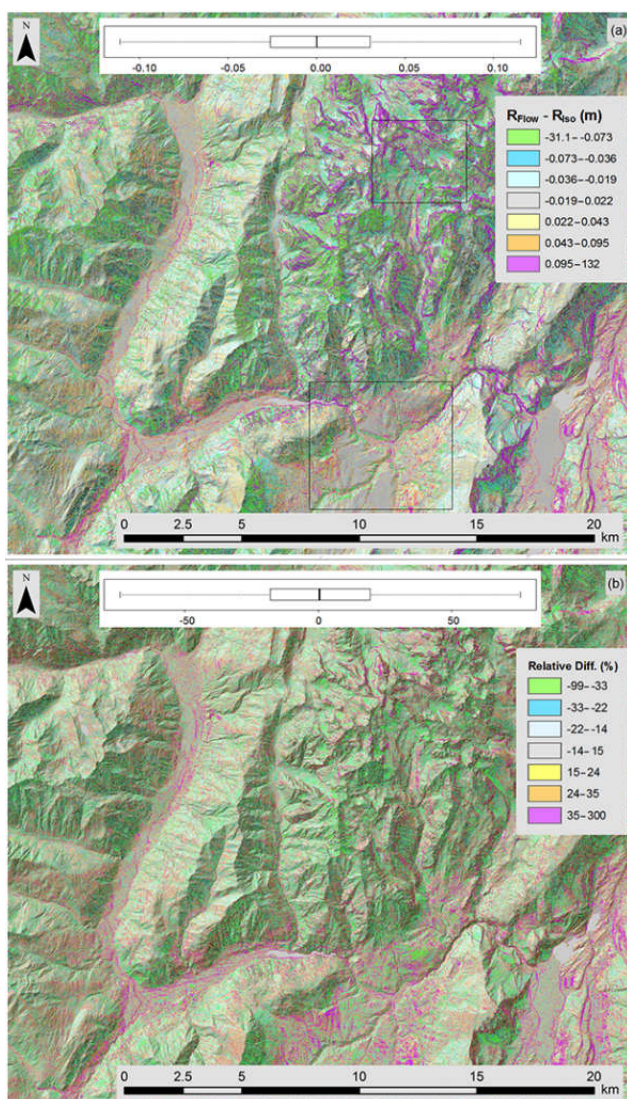 (a)
N
-0.10 -0.05 0.00 0.05 0.10
R_Flow - R_Iso (m)
-31.1--0.073
-0.073--0.036
-0.036--0.019
-0.019-0.022
0.022-0.043
0.043-0.095
0.095-132
0 2.5 5 10 15 20
km
(b)
N
-50 0 50
Relative Diff. (%)
-99--33
-33--22
-22--14
-14-15
15-24
24-35
35-300
0 2.5 5 10 15 20
km